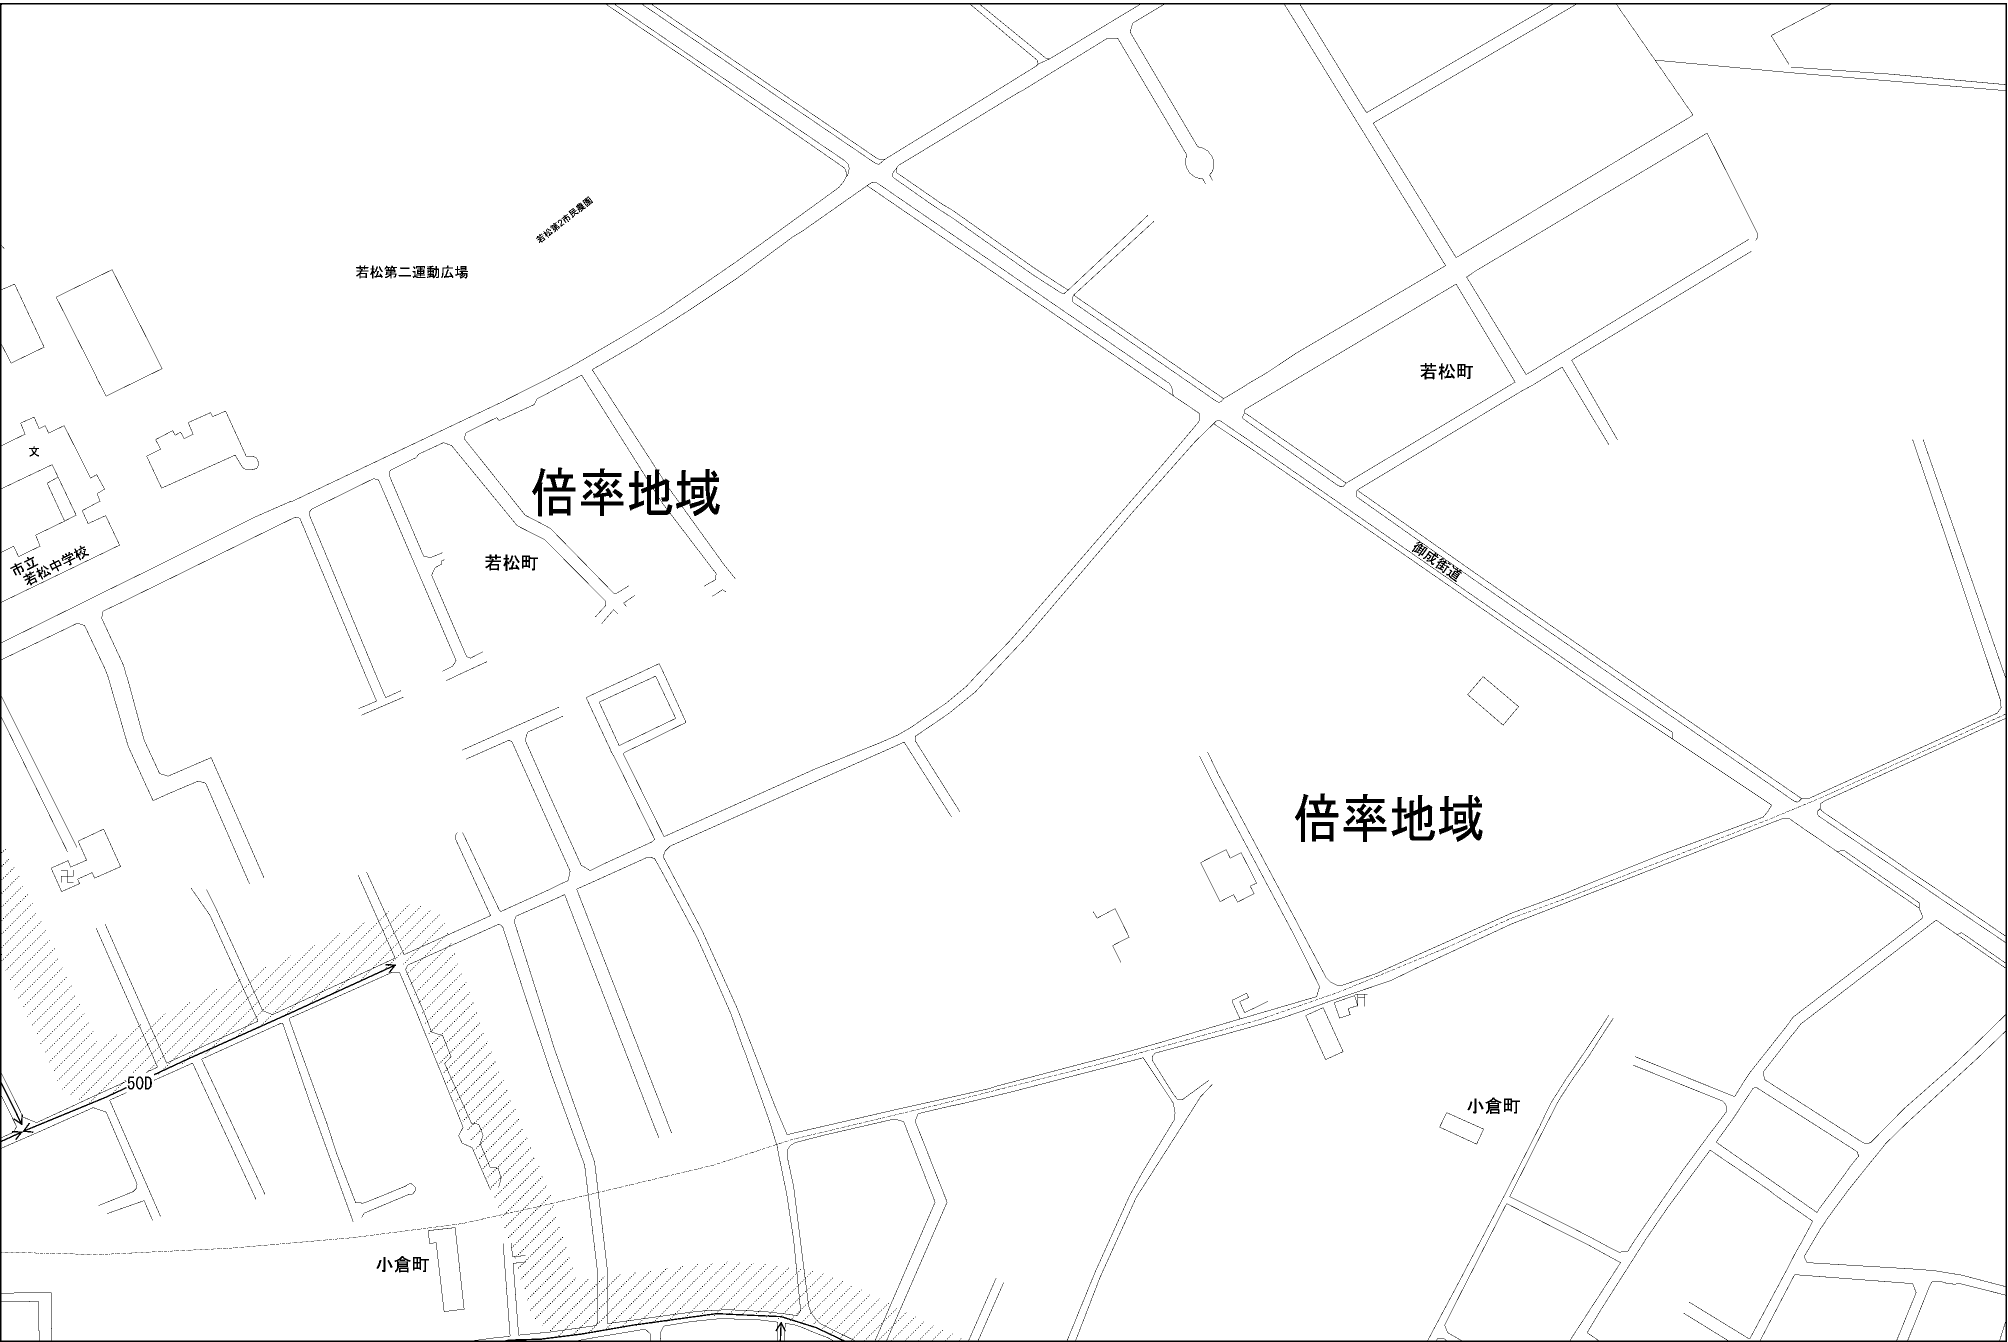 若松第2市民農園
若松第二運動広場
若松町
文
倍率地域
若松町
市立
若松中学校
御成街道
倍率地域
卍
50D
小倉町
小倉町